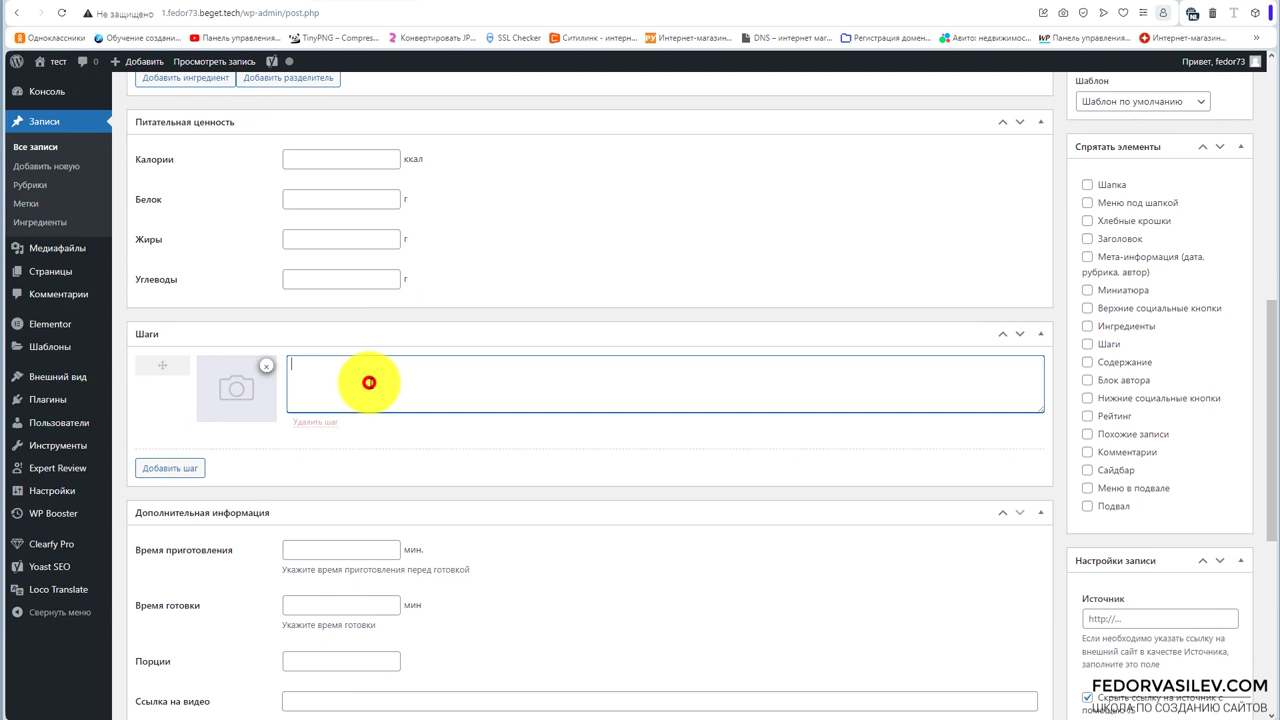 Не защищено 1.fedor73.beget.tech/wp-admin/post.php
Одноклассники Обучение создани... Панель управления... TinyPNG – Compres... Конвертировать JP... SSL Checker Ситилинк – интерн... Интернет-магазин... DNS – интернет маг... Регистрация домен... Авито: недвижимос... Панель управления... Интернет-магазин... »
тест 0 Добавить Просмотреть запись Привет, fedor73
Консоль
Записи
Все записи
Добавить новую
Рубрики
Метки
Ингредиенты
Медиафайлы
Страницы
Комментарии
Elementor
Шаблоны
Внешний вид
Плагины
Пользователи
Инструменты
Expert Review
Настройки
WP Booster
Clearfy Pro
Yoast SEO
Loco Translate
Свернуть меню
Добавить ингредиент Добавить разделитель
Питательная ценность
Калории ккал
Белок г
Жиры г
Углеводы г
Шаги
Удалить шаг
Добавить шаг
Дополнительная информация
Время приготовления мин.
Укажите время приготовления перед готовкой
Время готовки мин
Укажите время готовки
Порции
Ссылка на видео
Шаблон
Шаблон по умолчанию
Спрятать элементы
Шапка
Меню под шапкой
Хлебные крошки
Заголовок
Мета-информация (дата,
рубрика, автор)
Миниатюра
Верхние социальные кнопки
Ингредиенты
Шаги
Содержание
Блок автора
Нижние социальные кнопки
Рейтинг
Похожие записи
Комментарии
Сайдбар
Меню в подвале
Подвал
Настройки записи
Источник
http://...
Если необходимо указать ссылку на
внешний сайт в качестве Источника,
заполните это поле
Скрыть ссылку на источник с
помощью JS
FEDORVASILEV.COM
ШКОЛА ПО СОЗДАНИЮ САЙТОВ